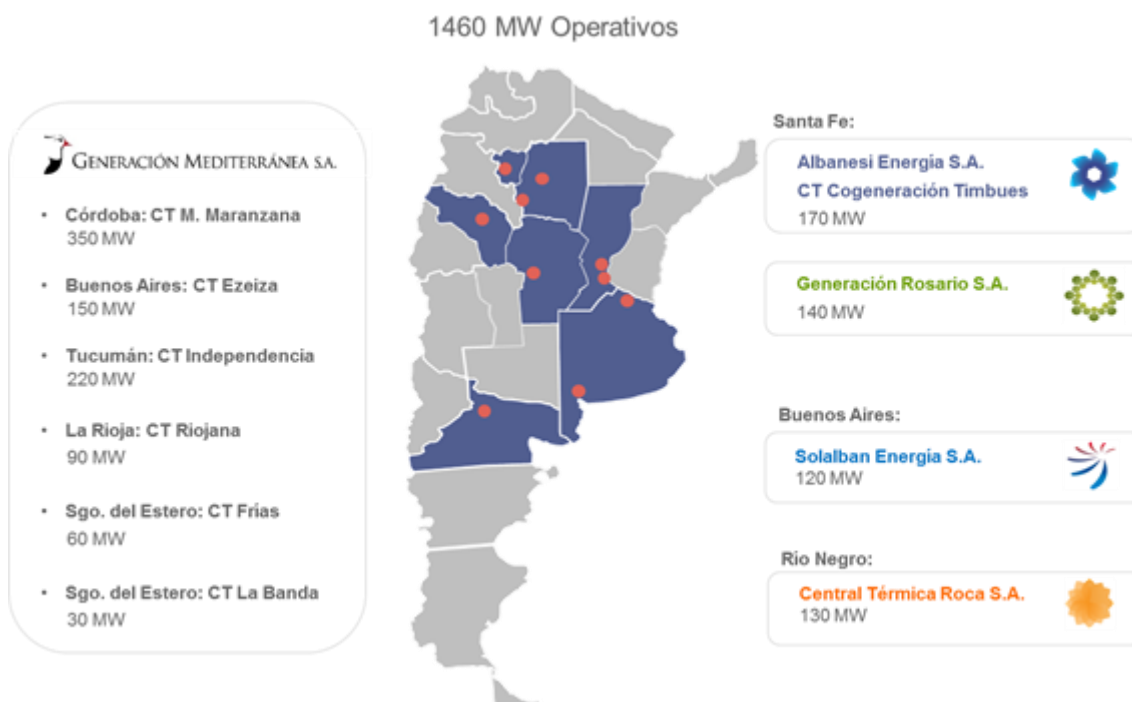 1460 MW Operativos
GENERACIÓN MEDITERRÁNEA S.A.
• Córdoba: CT M. Maranzana
350 MW
• Buenos Aires: CT Ezeiza
150 MW
• Tucumán: CT Independencia
220 MW
• La Rioja: CT Riojana
90 MW
• Sgo. del Estero: CT Frías
60 MW
• Sgo. del Estero: CT La Banda
30 MW
Santa Fe:
Albanesi Energía S.A.
CT Cogeneración Timbues
170 MW
Generación Rosario S.A.
140 MW
Buenos Aires:
Solalban Energía S.A.
120 MW
Río Negro:
Central Térmica Roca S.A.
130 MW